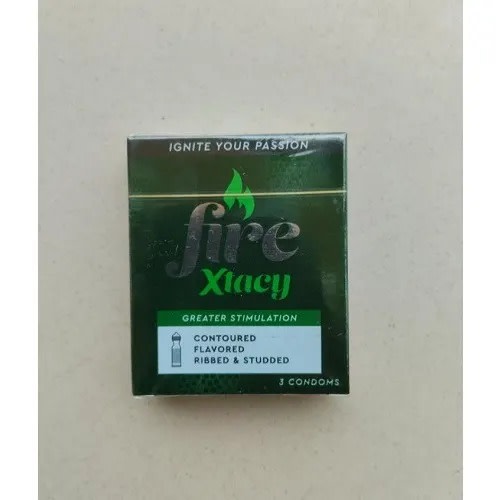 IGNITE YOUR PASSION
fire
Xtacy
GREATER STIMULATION
CONTOURED
FLAVORED
RIBBED & STUDDED
3 CONDOMS